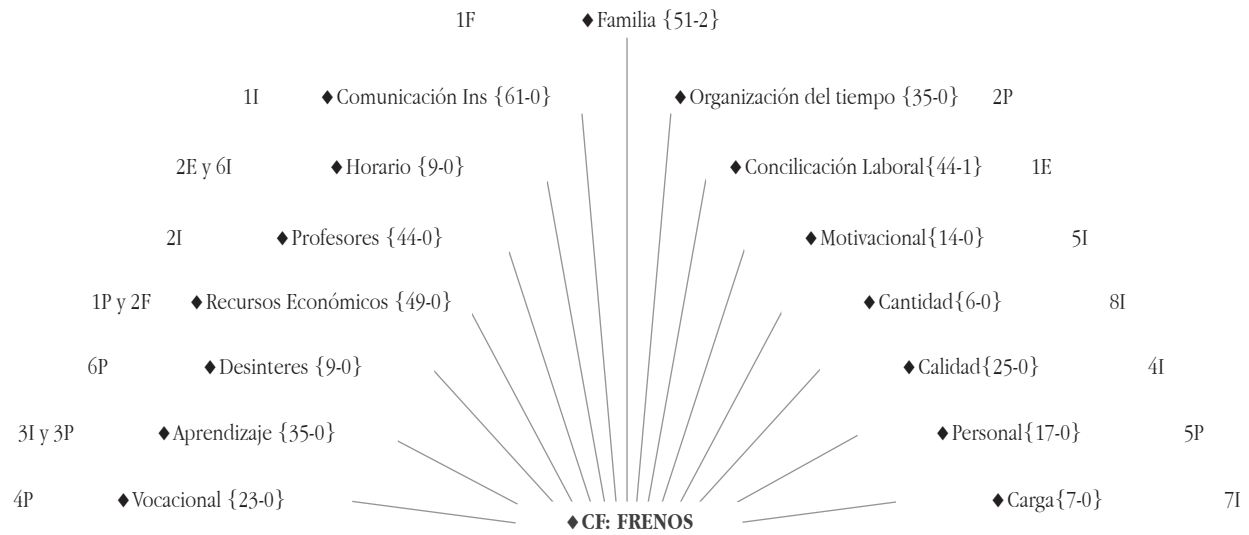 1F ♦Familia {51-2}
1I ♦Comunicación Ins {61-0} ♦Organización del tiempo {35-0} 2P
2E y 6I ♦Horario {9-0} ♦Concilicación Laboral{44-1} 1E
2I ♦Profesores {44-0} ♦Motivacional{14-0} 5I
1P y 2F ♦Recursos Económicos {49-0} ♦Cantidad{6-0} 8I
6P ♦Desinteres {9-0} ♦Calidad{25-0} 4I
3I y 3P ♦Aprendizaje {35-0} ♦Personal{17-0} 5P
4P ♦Vocacional {23-0} ♦Carga{7-0} 7I
♦CF: FRENOS